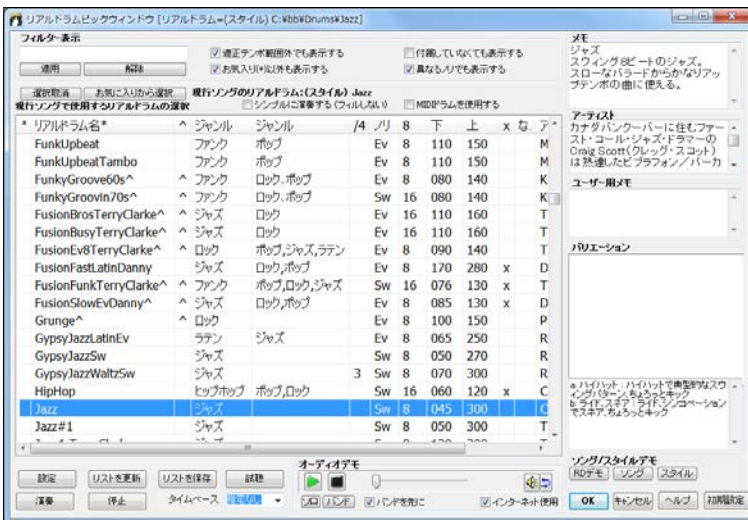 リアルドラムピックウィンドウ [リアルドラム=(スタイル) C:¥bb¥Drums¥Jazz]
フィルター表示
適用 解除
適正テンポ範囲外でも表示する
お気入り(*)以外も表示する
付属していなくても表示する
異なるノリでも表示する
選択取消 お気に入りから選択 現行ソングのリアルドラム:(スタイル) Jazz
現行ソングで使用するリアルドラムの選択 シンプルに演奏する(フィルしない) MIDIドラムを使用する
* リアルドラム名* ^ ジャンル ジャンル /4 ノリ 8 下 上 x な ア
FunkUpbeat ファンク ポップ Ev 8 110 150 M
FunkUpbeatTambo ファンク ポップ Ev 8 110 150 M
FunkyGroove60s^ ^ ファンク ロック、ポップ Ev 8 080 140 K
FunkyGroovin70s^ ^ ファンク ロック、ポップ Sw 16 080 140 K
FusionBrosTerryClarke^ ^ ジャズ ロック Ev 16 110 160 T
FusionBusyTerryClarke^ ^ ジャズ ロック Ev 16 110 160 T
FusionEv8TerryClarke^ ^ ロック ポップ,ジャズ,ラテン Ev 8 090 140 T
FusionFastLatinDanny ジャズ ロック,ポップ Ev 8 170 280 x D
FusionFunkTerryClarke^ ^ ファンク ポップ,ロック,ジャズ Sw 16 076 130 x T
FusionSlowEvDanny^ ^ ジャズ ロック,ポップ Ev 8 085 130 x D
Grunge^ ^ ロック Ev 8 100 150 P
GypsyJazzLatinEv ラテン ジャズ Ev 8 065 250 R
GypsyJazzSw ジャズ Sw 8 050 270 R
GypsyJazzWaltzSw ジャズ 3 Sw 8 070 300 R
HipHop ヒップホップ ポップ,ロック Sw 16 060 120 x C
Jazz ジャズ Sw 8 045 300 C
Jazz#1 ジャズ Sw 8 050 300 T
設定 リストを更新 リストを保存 試聴
演奏 停止 タイムベース 指定なし
オーディオデモ
ソロ バンド バンドを先に インターネット使用
メモ
ジャズ
スウィング8ビートのジャズ。
スローなバラードからかなりアッ
プテンポの曲に使える。
アーティスト
カナダバンクーバーに住むファー
スト・コール・ジャズ・ドラマーの
Craig Scott(クレッグ・スコット)
は熟達したビブラフォン/パーカ
ユーザー用メモ
バリエーション
a: ハイハット : ハイハットで典型的なスウ
ィングパターン、ちょっとキック
b: ライド、スネア : ライド、シンコペーション
でスネア、ちょっとキック
ソング/スタイルデモ
RDデモ ソング スタイル
OK キャンセル ヘルプ 初期設定